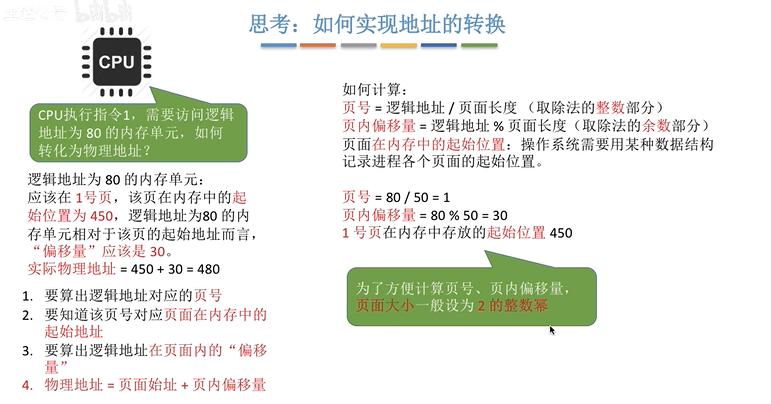 思考：如何实现地址的转换
bilibili
CPU
CPU执行指令1，需要访问逻辑
地址为 80 的内存单元，如何
转化为物理地址？
逻辑地址为 80 的内存单元：
应该在 1号页，该页在内存中的起
始位置为 450，逻辑地址为80 的内
存单元相对于该页的起始地址而言，
“偏移量”应该是 30。
实际物理地址 = 450 + 30 = 480
1. 要算出逻辑地址对应的页号
2. 要知道该页号对应页面在内存中的
起始地址
3. 要算出逻辑地址在页面内的“偏移
量”
4. 物理地址 = 页面始址 + 页内偏移量
如何计算：
页号 = 逻辑地址 / 页面长度 （取除法的整数部分）
页内偏移量 = 逻辑地址 % 页面长度（取除法的余数部分）
页面在内存中的起始位置：操作系统需要用某种数据结构
记录进程各个页面的起始位置。
页号 = 80 / 50 = 1
页内偏移量 = 80 % 50 = 30
1 号页在内存中存放的起始位置 450
为了方便计算页号、页内偏移量，
页面大小一般设为 2 的整数幂